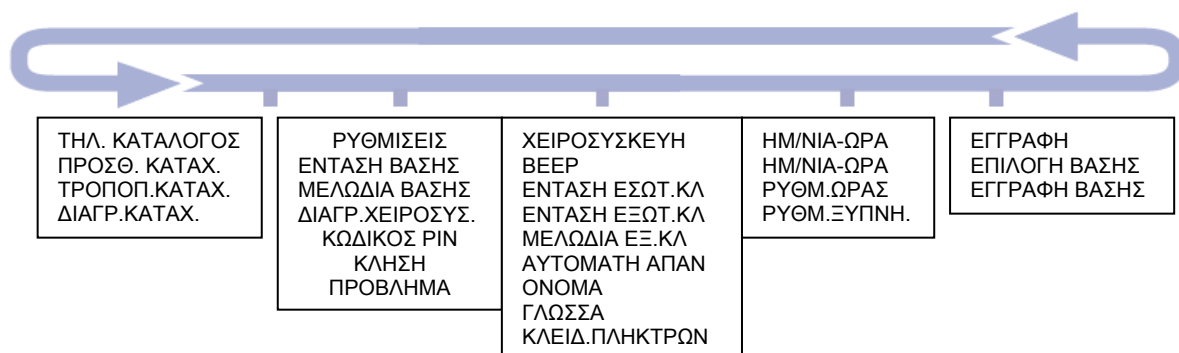 ΤΗΛ. ΚΑΤΑΛΟΓΟΣ
ΠΡΟΣΘ. ΚΑΤΑΧ.
ΤΡΟΠΟΠ.ΚΑΤΑΧ.
ΔΙΑΓΡ.ΚΑΤΑΧ.
ΡΥΘΜΙΣΕΙΣ
ΕΝΤΑΣΗ ΒΑΣΗΣ
ΜΕΛΩΔΙΑ ΒΑΣΗΣ
ΔΙΑΓΡ.ΧΕΙΡΟΣΥΣ.
ΚΩΔΙΚΟΣ PIN
ΚΛΗΣΗ
ΠΡΟΒΛΗΜΑ
ΧΕΙΡΟΣΥΣΚΕΥΗ
BEEP
ΕΝΤΑΣΗ ΕΣΩΤ.ΚΛ
ΕΝΤΑΣΗ ΕΞΩΤ.ΚΛ
ΜΕΛΩΔΙΑ ΕΞ.ΚΛ
ΑΥΤΟΜΑΤΗ ΑΠΑΝ
ΟΝΟΜΑ
ΓΛΩΣΣΑ
ΚΛΕΙΔ.ΠΛΗΚΤΡΩΝ
ΗΜ/ΝΙΑ-ΩΡΑ
ΗΜ/ΝΙΑ-ΩΡΑ
ΡΥΘΜ.ΩΡΑΣ
ΡΥΘΜ.ΞΥΠΝΗ.
ΕΓΓΡΑΦΗ
ΕΠΙΛΟΓΗ ΒΑΣΗΣ
ΕΓΓΡΑΦΗ ΒΑΣΗΣ